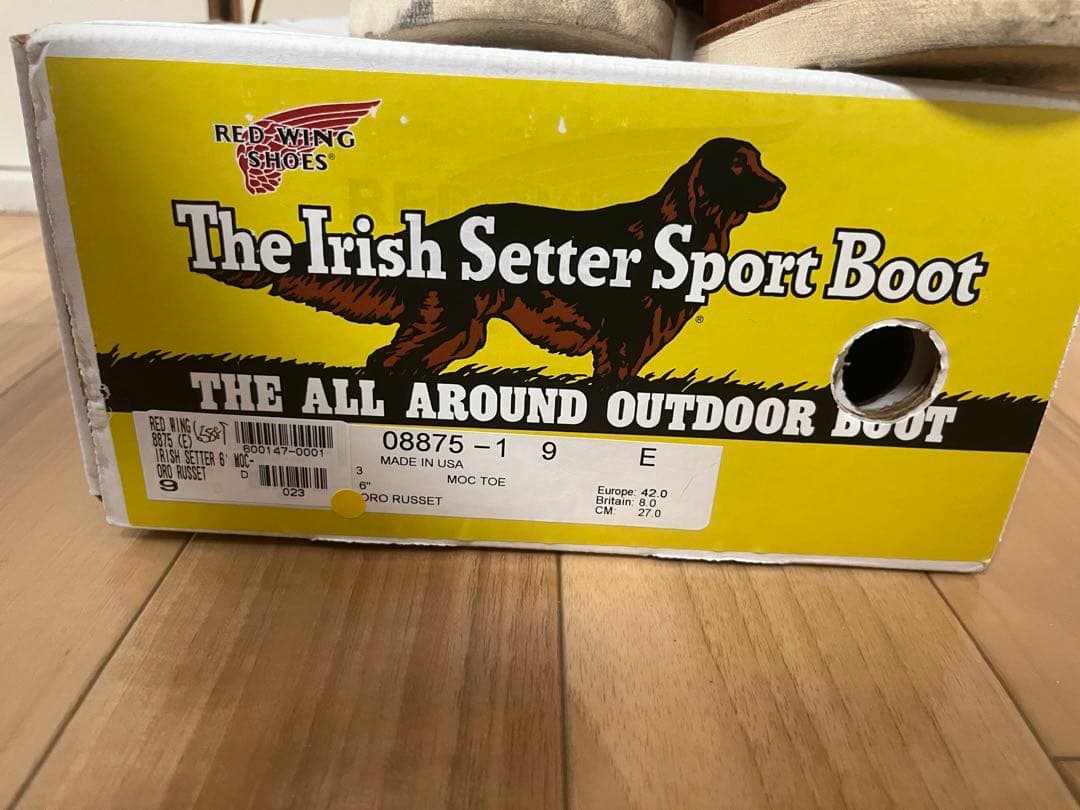 RED WING
SHOES®
The Irish Setter Sport Boot
®
THE ALL AROUND OUTDOOR BOOT
RED WING
8875 (E)
IRISH SETTER 6' MOC-
ORO RUSSET
9
600147-0001
D
023
08875 -1 9 E
MADE IN USA
3
MOC TOE
6"
ORO RUSSET
Europe: 42.0
Britain: 8.0
CM: 27.0